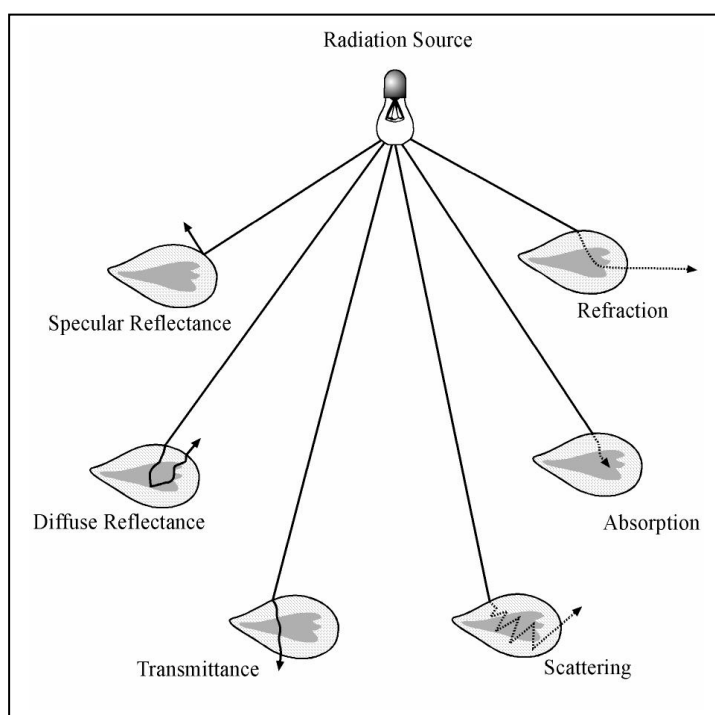 Radiation Source
Specular Reflectance
Refraction
Diffuse Reflectance
Absorption
Transmittance
Scattering